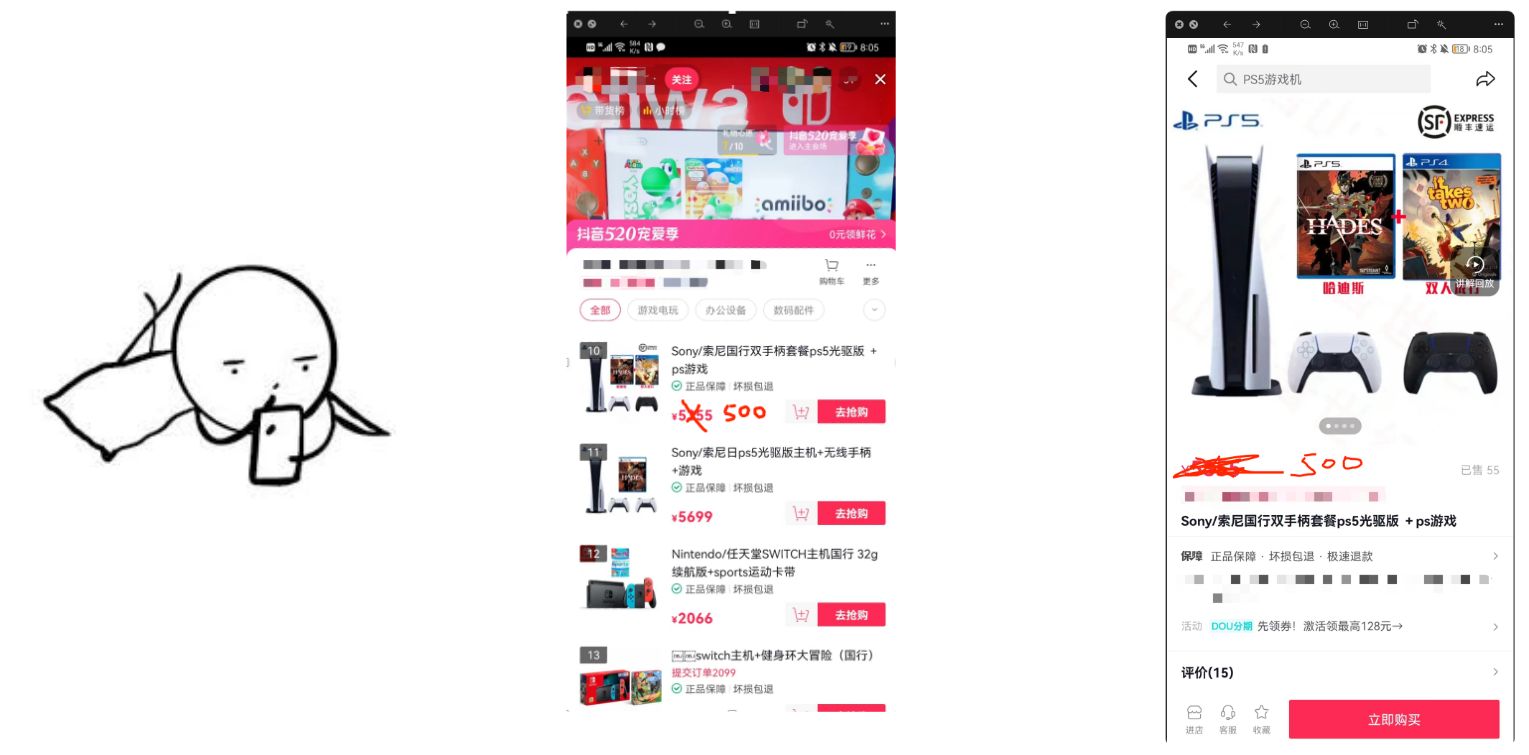 584
K/s
8:05
关注
带货榜
小时榜
礼物心愿
1/10
抖音520宠爱季
进入主会场
YOSHI
amiibo
抖音520宠爱季
0元领鲜花 >
购物车
更多
全部
游戏电玩
办公设备
数码配件
10
Sony/索尼国行双手柄套餐ps5光驱版 +
ps游戏
正品保障 坏损包退
500
去抢购
11
Sony/索尼日ps5光驱版主机+无线手柄
+游戏
正品保障 坏损包退
¥5699
去抢购
12
Nintendo/任天堂SWITCH主机国行 32g
续航版+sports运动卡带
正品保障 坏损包退
¥2066
去抢购
13
switch主机+健身环大冒险（国行）
提交订单2099
正品保障 坏损包退
547
K/s
8:05
PS5游戏机
PS5
SF EXPRESS
顺丰速运
PS5
HADES
PS4
it takes two
哈迪斯
讲解回放
500
已售 55
Sony/索尼国行双手柄套餐ps5光驱版 +ps游戏
保障 正品保障 · 坏损包退 · 极速退款
活动 DOU分期 先领券！激活领最高128元→
评价(15)
进店
客服
收藏
立即购买